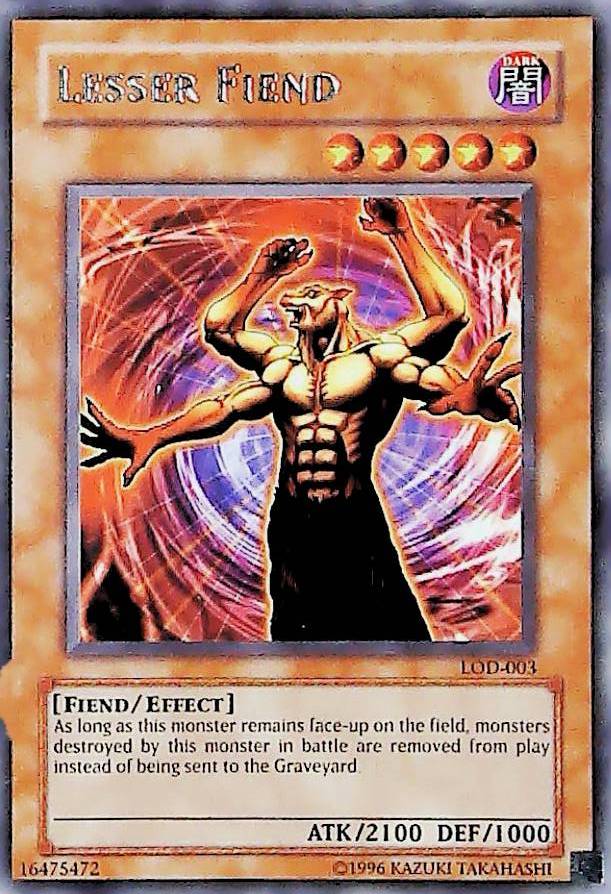 LESSER FIEND
DARK
闇
LOD-003
[FIEND/EFFECT]
As long as this monster remains face-up on the field, monsters
destroyed by this monster in battle are removed from play
instead of being sent to the Graveyard.
ATK/2100 DEF/1000
16475472
©1996 KAZUKI TAKAHASHI